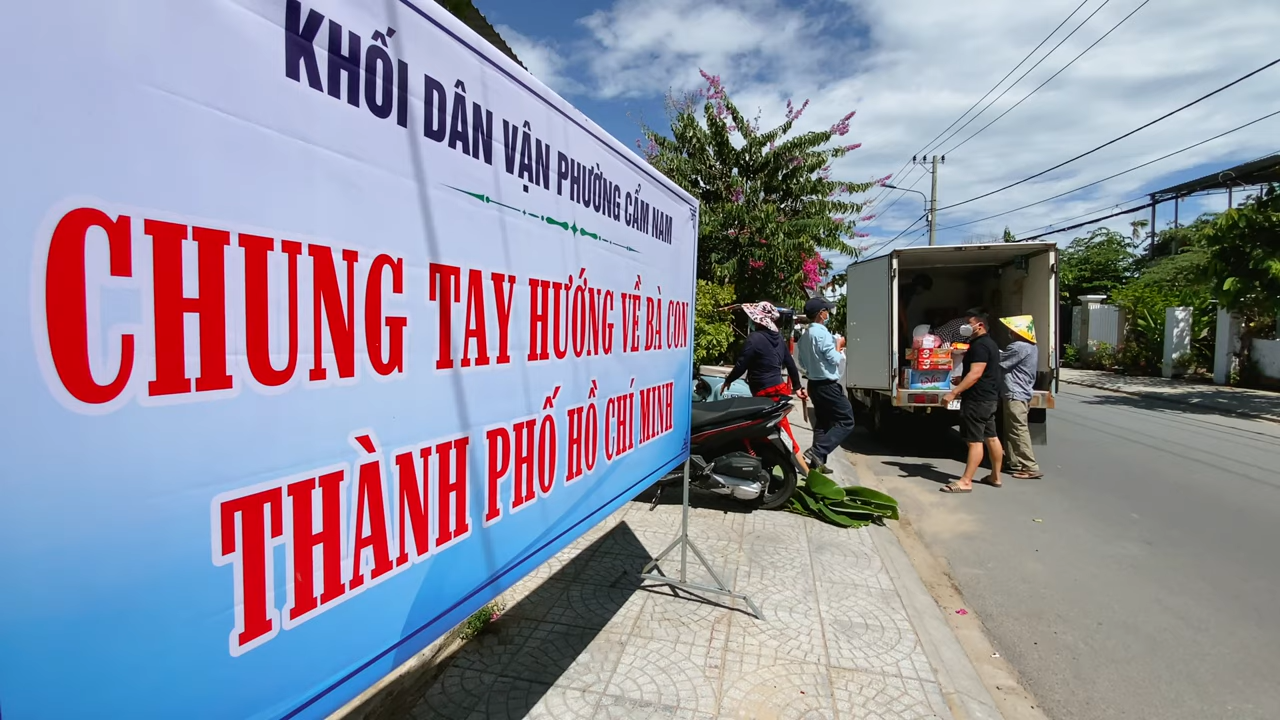 KHỐI DÂN VẬN PHƯỜNG CẨM NAM
CHUNG TAY HƯỚNG VỀ BÀ CON
THÀNH PHỐ HỒ CHÍ MINH